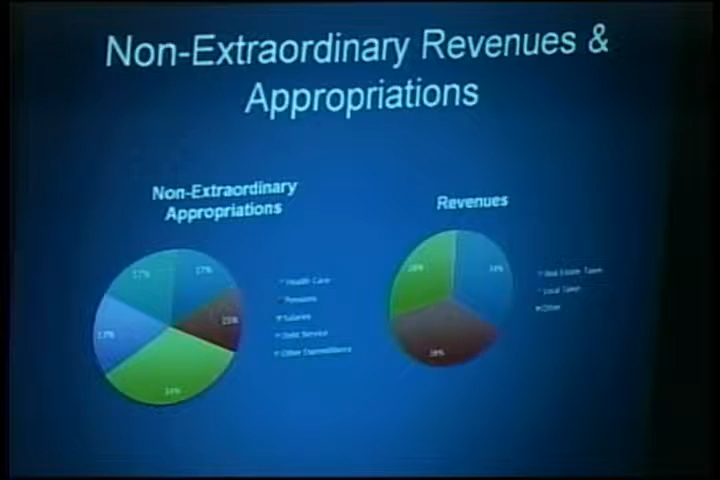 Non-Extraordinary Revenues &
Appropriations
Non-Extraordinary
Appropriations
Revenues
Health Care
Pensions
Salaries
Debt Service
Other Expenditures
Real Estate Taxes
Local Taxes
Other